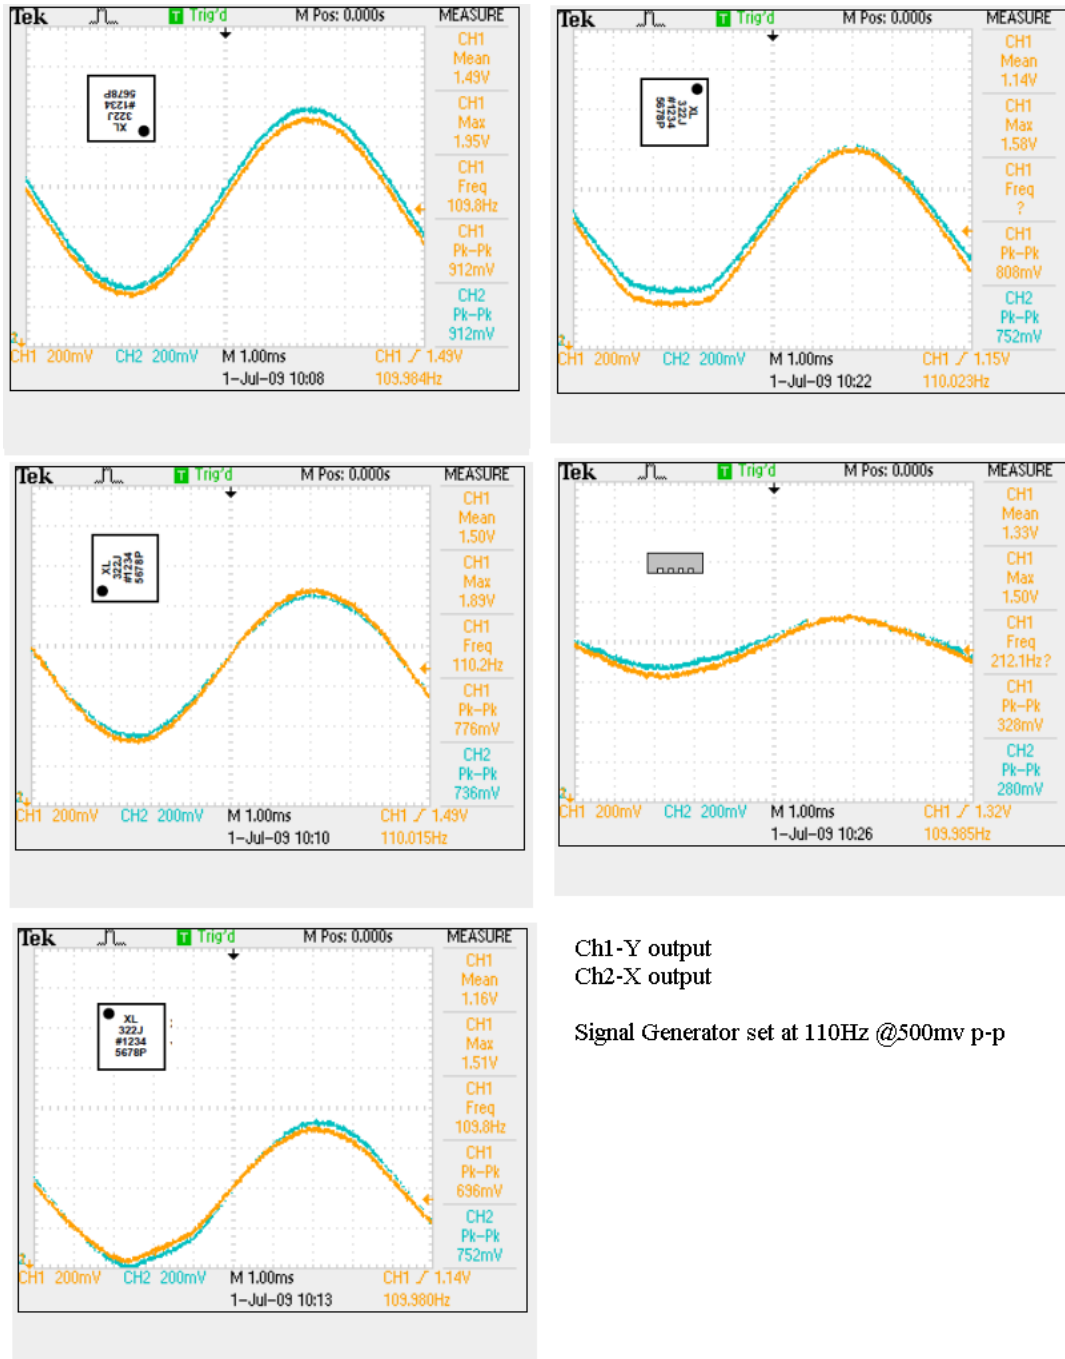 Tek Trig'd M Pos: 0.000s MEASURE
CH1
Mean
1.49V
CH1
Max
1.95V
CH1
Freq
109.8Hz
CH1
Pk-Pk
912mV
CH2
Pk-Pk
912mV
XL
322J
#1234
5678P
2
CH1 200mV CH2 200mV M 1.00ms CH1 / 1.49V
1-Jul-09 10:08 109.984Hz
Tek Trig'd M Pos: 0.000s MEASURE
CH1
Mean
1.14V
CH1
Max
1.58V
CH1
Freq
?
CH1
Pk-Pk
808mV
CH2
Pk-Pk
752mV
XL
322J
#1234
5678P
2
CH1 200mV CH2 200mV M 1.00ms CH1 / 1.15V
1-Jul-09 10:22 110.023Hz
Tek Trig'd M Pos: 0.000s MEASURE
CH1
Mean
1.50V
CH1
Max
1.89V
CH1
Freq
110.2Hz
CH1
Pk-Pk
776mV
CH2
Pk-Pk
736mV
XL
322J
#1234
5678P
2
CH1 200mV CH2 200mV M 1.00ms CH1 / 1.49V
1-Jul-09 10:10 110.015Hz
Tek Trig'd M Pos: 0.000s MEASURE
CH1
Mean
1.33V
CH1
Max
1.50V
CH1
Freq
212.1Hz?
CH1
Pk-Pk
328mV
CH2
Pk-Pk
280mV
2
CH1 200mV CH2 200mV M 1.00ms CH1 / 1.32V
1-Jul-09 10:26 109.985Hz
Tek Trig'd M Pos: 0.000s MEASURE
CH1
Mean
1.16V
CH1
Max
1.51V
CH1
Freq
109.8Hz
CH1
Pk-Pk
696mV
CH2
Pk-Pk
752mV
XL
322J
#1234
5678P
2
CH1 200mV CH2 200mV M 1.00ms CH1 / 1.14V
1-Jul-09 10:13 109.980Hz
Ch1-Y output
Ch2-X output
Signal Generator set at 110Hz @500mv p-p